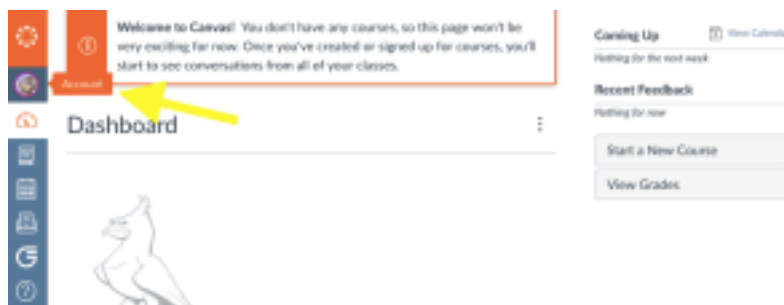 Welcome to Canvas! You don't have any courses, so this page won't be
very exciting for now. Once you've created or signed up for courses, you'll
start to see conversations from all of your classes.
Account
Dashboard
Coming Up
View Calenda
Nothing for the next week
Recent Feedback
Nothing for now
Start a New Course
View Grades